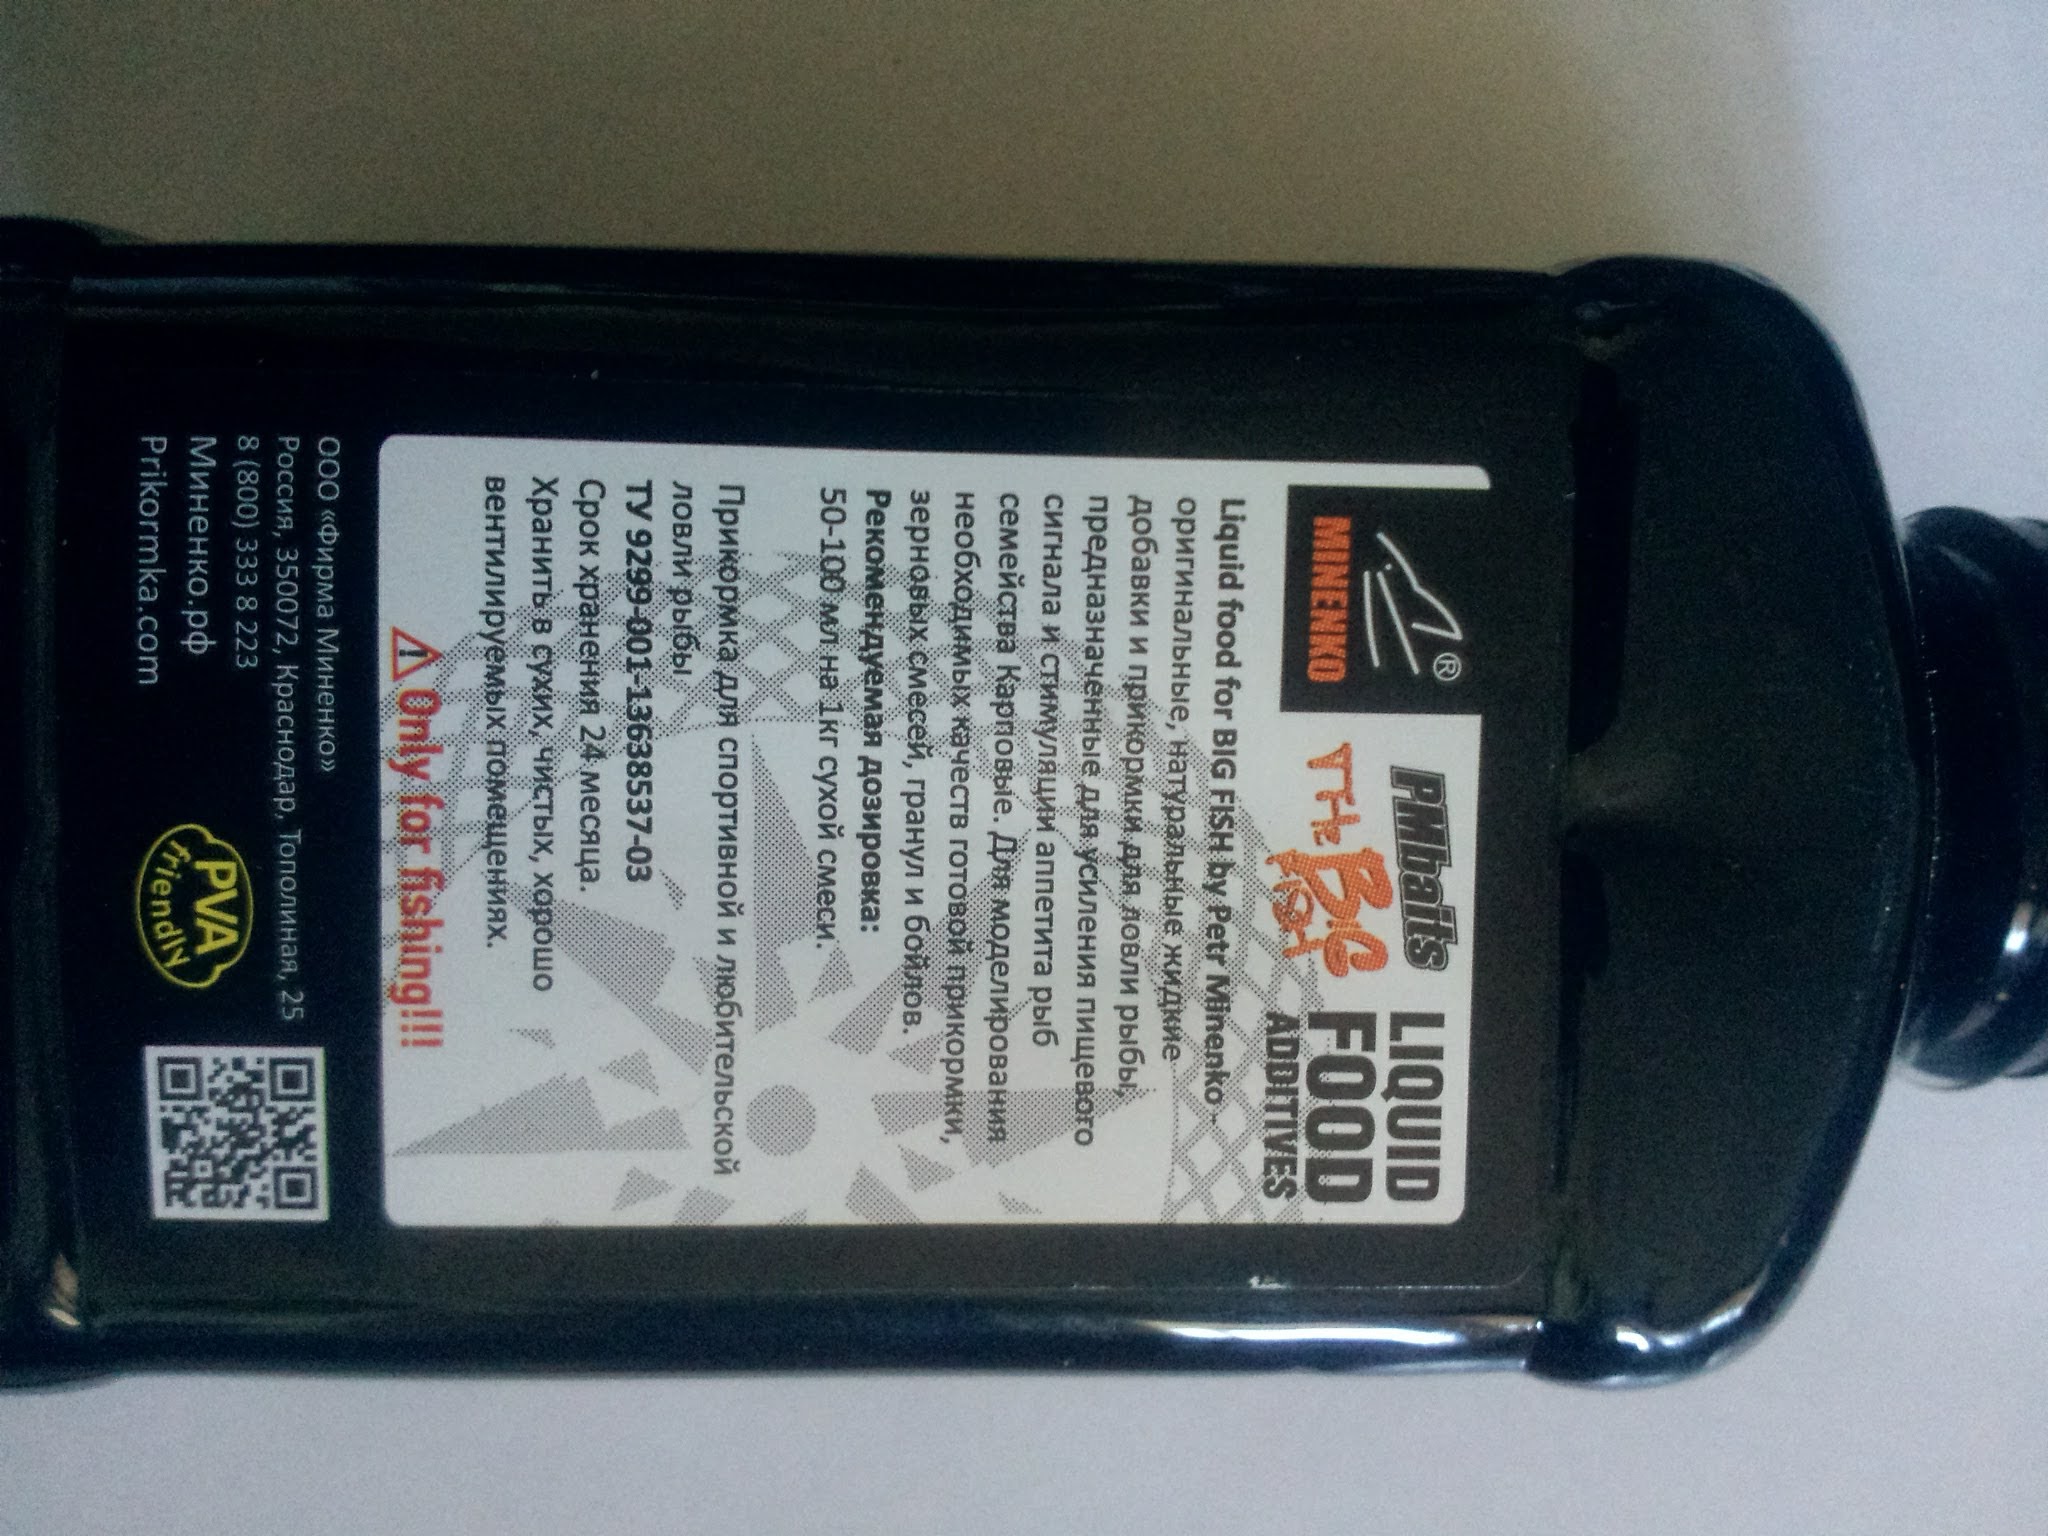 MINENKO
®
PMbaits
THE BIG
FISH
LIQUID
FOOD
ADDITIVES
Liquid food for BIG FISH by Petr Minenko -
оригинальные, натуральные жидкие
добавки и прикормки для ловли рыбы,
предназначенные для усиления пищевого
сигнала и стимуляции аппетита рыб
семейства Карповые. Для моделирования
необходимых качеств готовой прикормки,
зерновых смесей, гранул и бойлов.
Рекомендуемая дозировка:
50-100 мл на 1кг сухой смеси.
Прикормка для спортивной и любительской
ловли рыбы
ТУ 9299-001-13638537-03
Срок хранения 24 месяца.
Хранить в сухих, чистых, хорошо
вентилируемых помещениях.
Only for fishing!!!
ООО «Фирма Миненко»
Россия, 350072, Краснодар, Тополиная, 25
8 (800) 333 8 223
Миненко.рф
Prikormka.com
PVA
friendly